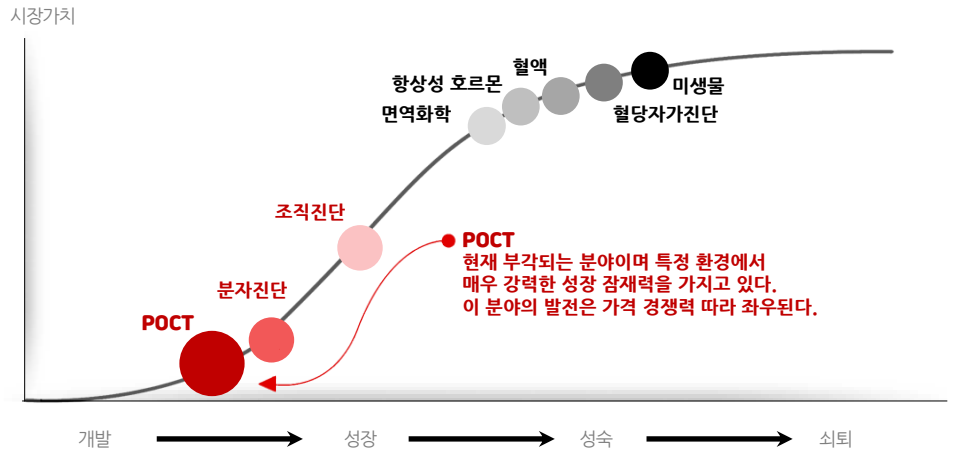 시장가치
혈액
항상성 호르몬
미생물
면역화학
혈당자가진단
조직진단
POCT
현재 부각되는 분야이며 특정 환경에서
매우 강력한 성장 잠재력을 가지고 있다.
이 분야의 발전은 가격 경쟁력 따라 좌우된다.
분자진단
POCT
개발
성장
성숙
쇠퇴